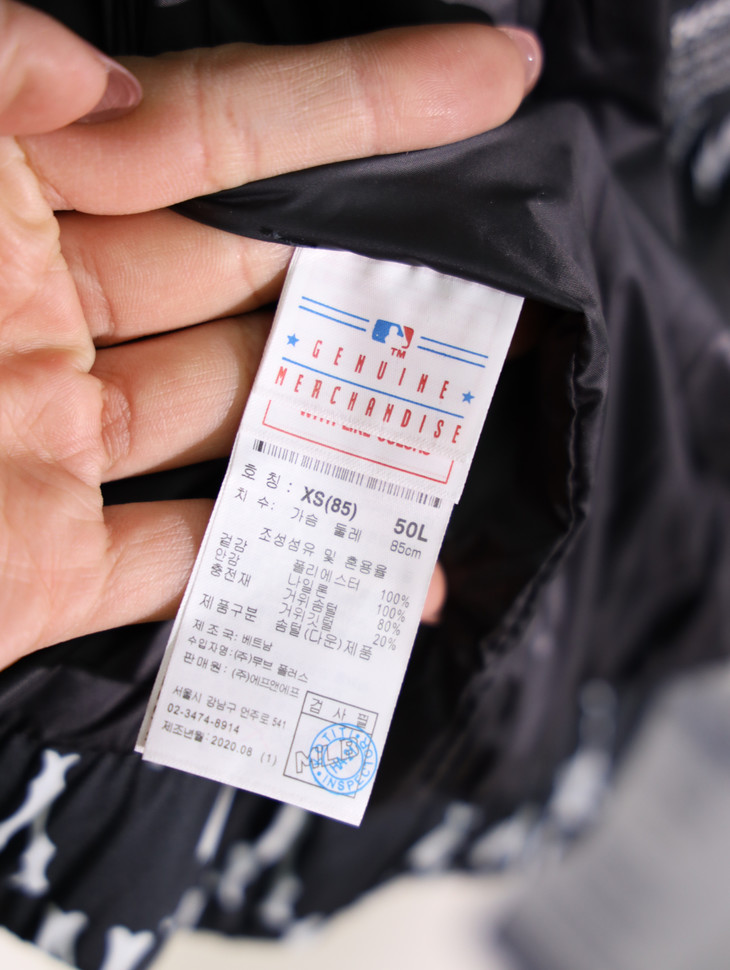 TM
GENUINE
MERCHANDISE
호칭: XS(85) 50L
치수: 가슴둘레 85cm
조성섬유 및 혼용율
겉감 폴리에스터 100%
안감 나일론 100%
충전재 거위솜털 80%
거위깃털 20%
제품구분 솜털(다운)제품
제조국: 베트남
수입자명: (주)무브 플러스
판매원: (주)에프앤에프
서울시 강남구 언주로 541
02-3474-8914
제조년월: 2020.08 (1)
검사필
MLB
INSPECTOR